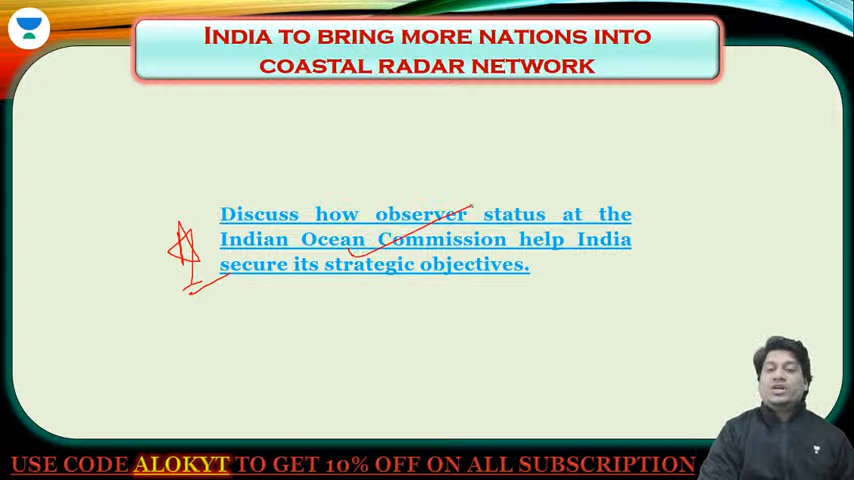 INDIA TO BRING MORE NATIONS INTO
COASTAL RADAR NETWORK
Discuss how observer status at the
Indian Ocean Commission help India
secure its strategic objectives.
USE CODE ALOKYT TO GET 10% OFF ON ALL SUBSCRIPTION